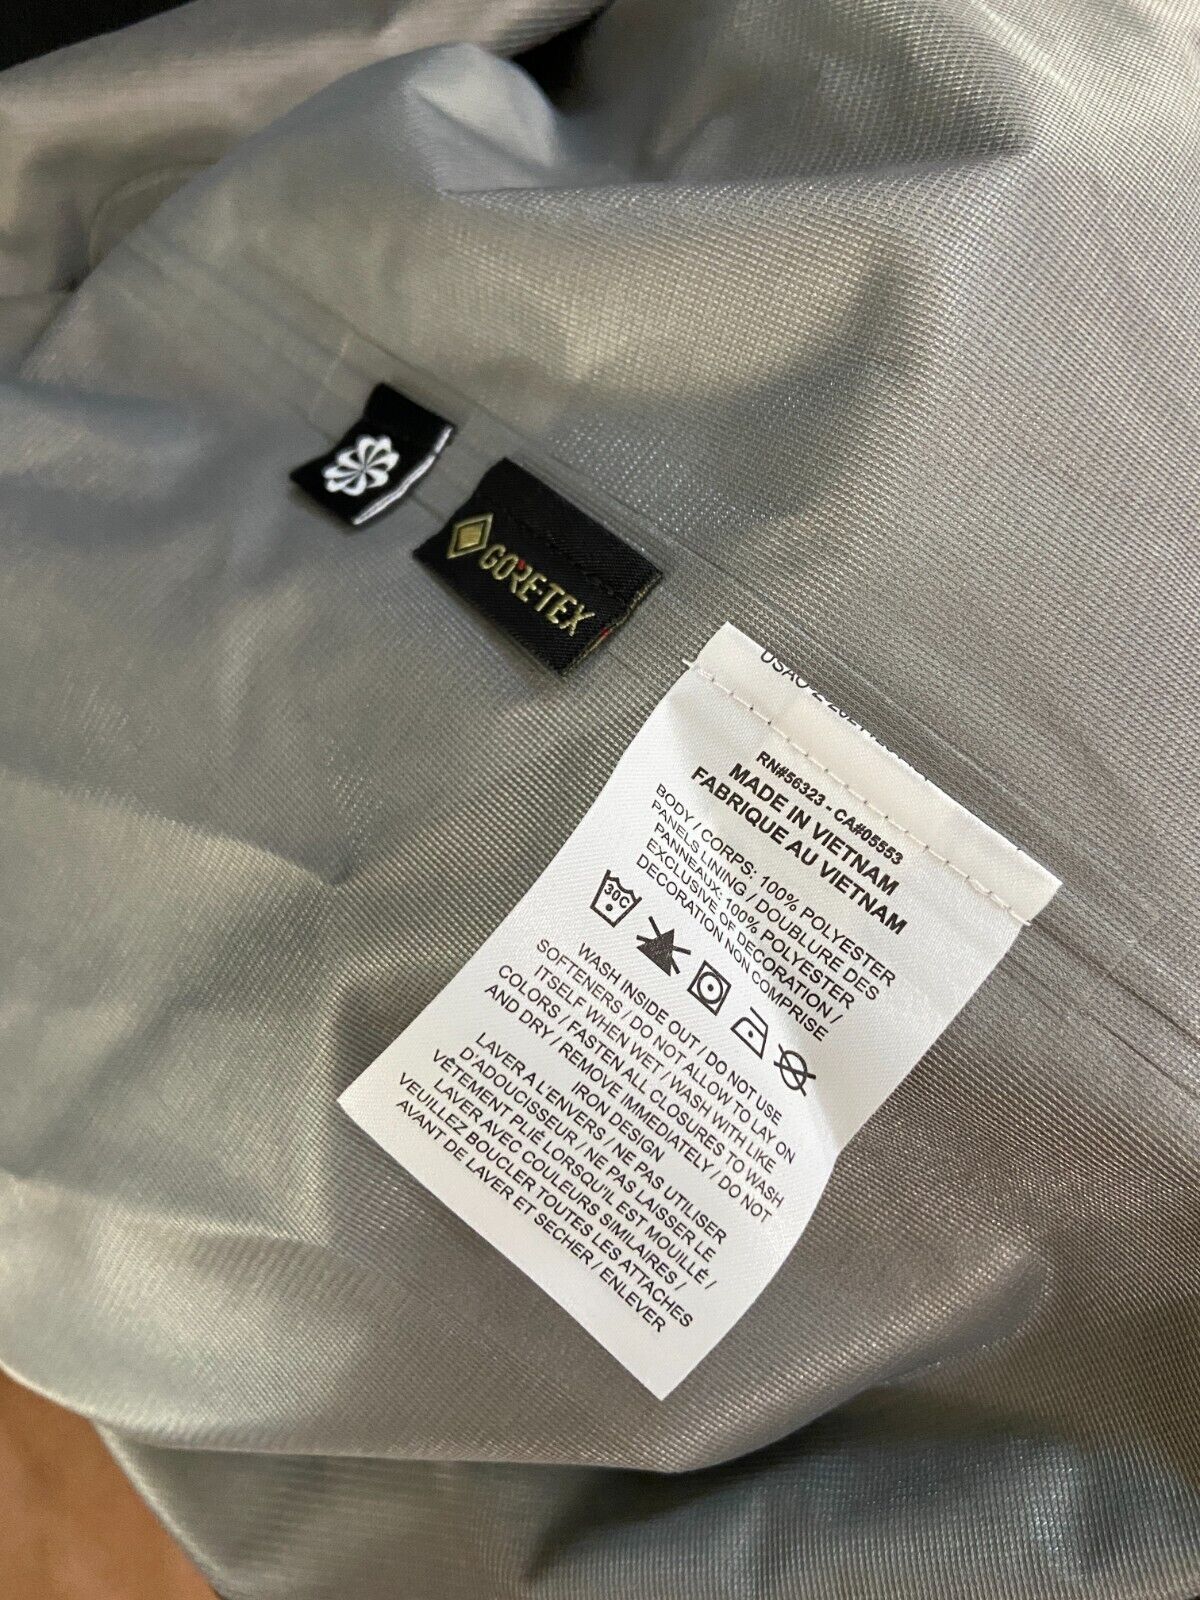 GORE-TEX
RN#56323 - CA#05553
MADE IN VIETNAM
FABRIQUE AU VIETNAM
BODY / CORPS: 100% POLYESTER
PANELS LINING / DOUBLURE DES
PANNEAUX: 100% POLYESTER
EXCLUSIVE OF DECORATION /
DECORATION NON COMPRISE
30C
WASH INSIDE OUT / DO NOT USE
SOFTENERS / DO NOT ALLOW TO LAY ON
ITSELF WHEN WET / WASH WITH LIKE
COLORS / FASTEN ALL CLOSURES TO WASH
AND DRY / REMOVE IMMEDIATELY / DO NOT
IRON DESIGN
LAVER A L'ENVERS / NE PAS UTILISER
D'ADOUCISSEUR / NE PAS LAISSER LE
VÊTEMENT PLIÉ LORSQU'IL EST MOUILLÉ /
LAVER AVEC COULEURS SIMILAIRES /
VEUILLEZ BOUCLER TOUTES LES ATTACHES
AVANT DE LAVER ET SECHER / ENLEVER